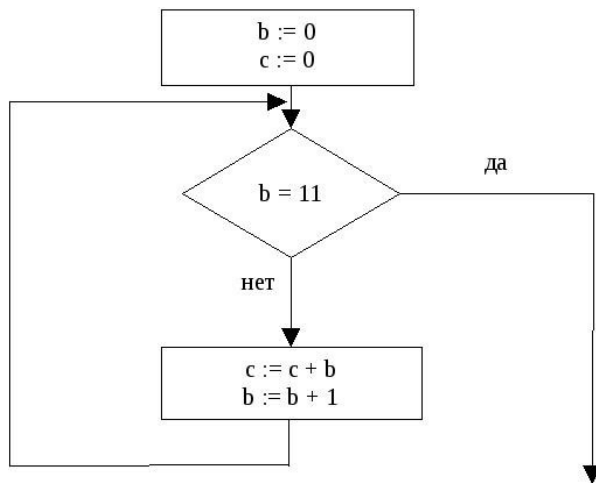 b := 0
c := 0
b = 11
да
нет
c := c + b
b := b + 1